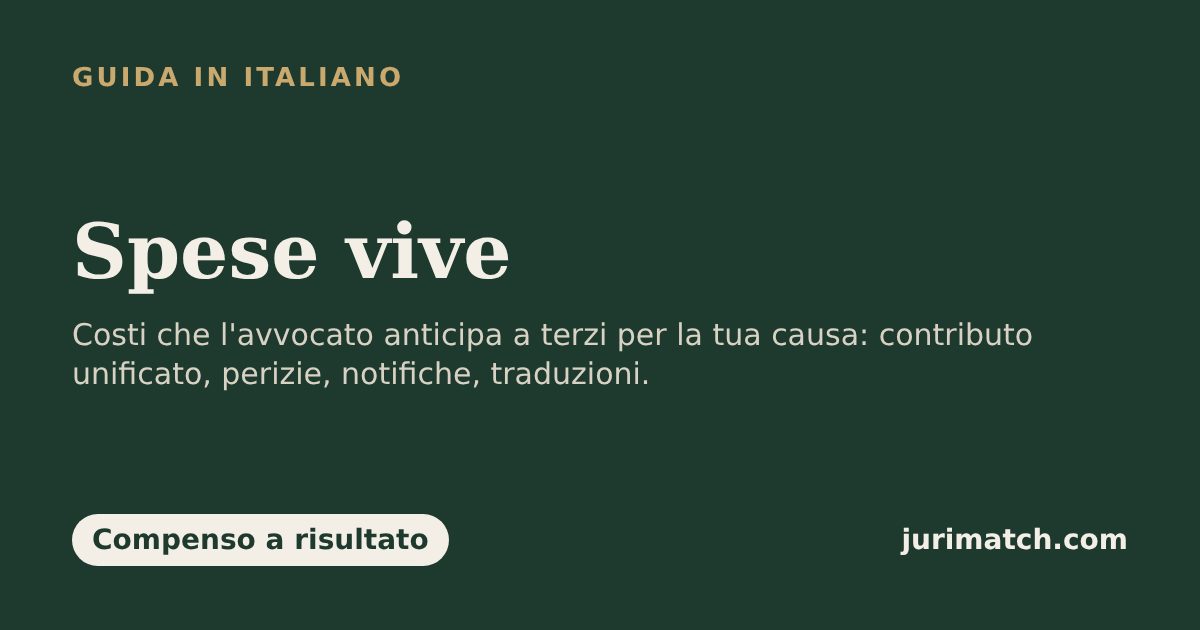 GUIDA IN ITALIANO
Spese vive
Costi che l'avvocato anticipa a terzi per la tua causa: contributo
unificato, perizie, notifiche, traduzioni.
Compenso a risultato
jurimatch.com